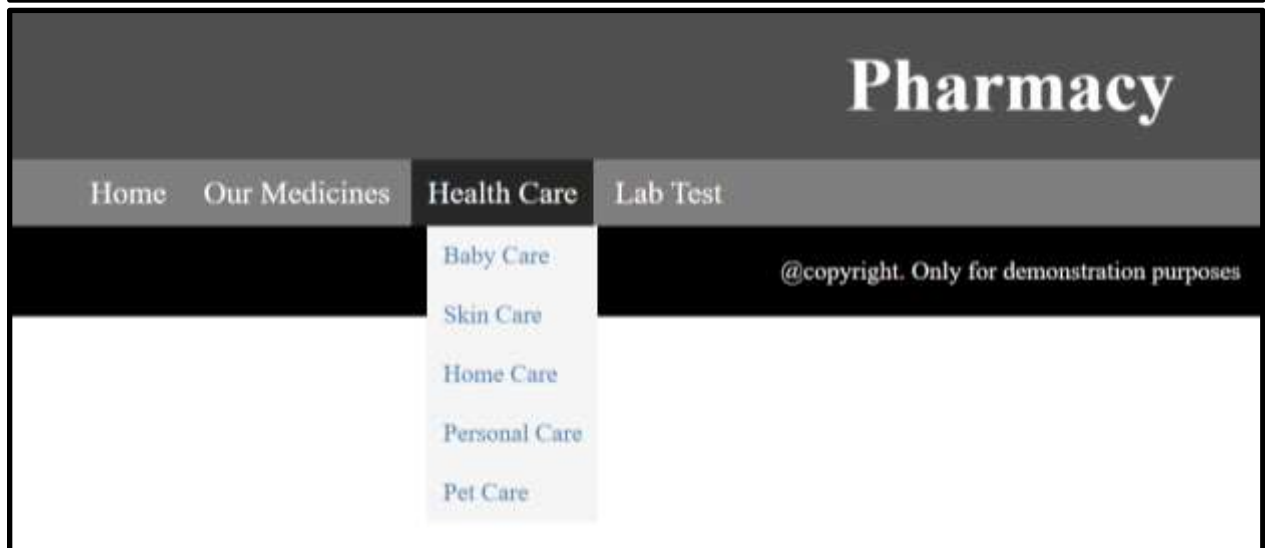 Pharmacy
Home Our Medicines Health Care Lab Test
Baby Care
@copyright. Only for demonstration purposes
Skin Care
Home Care
Personal Care
Pet Care